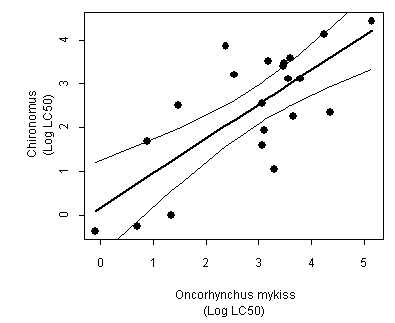 4
3
2
1
0
Chironomus
(Log LC50)
0 1 2 3 4 5
Oncorhynchus mykiss
(Log LC50)